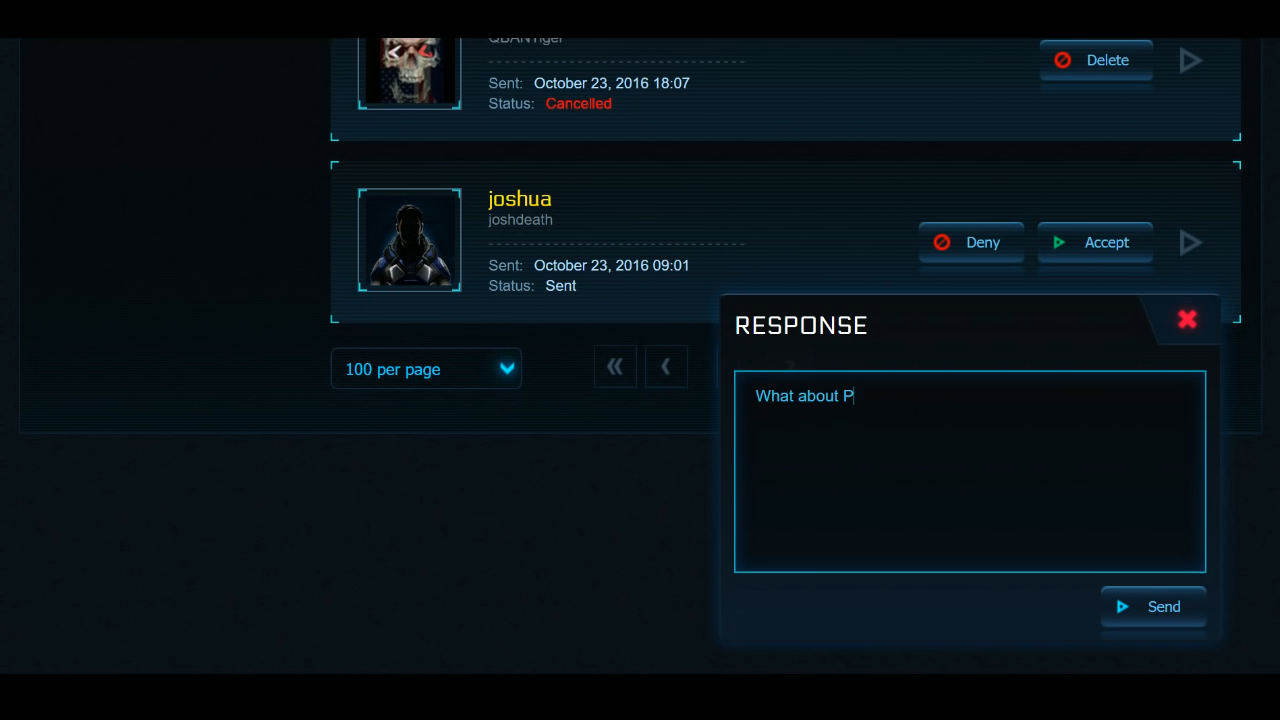 QBANTiger
Sent: October 23, 2016 18:07
Status: Cancelled
Delete
joshua
joshdeath
Sent: October 23, 2016 09:01
Status: Sent
Deny
Accept
RESPONSE
100 per page
What about P
Send